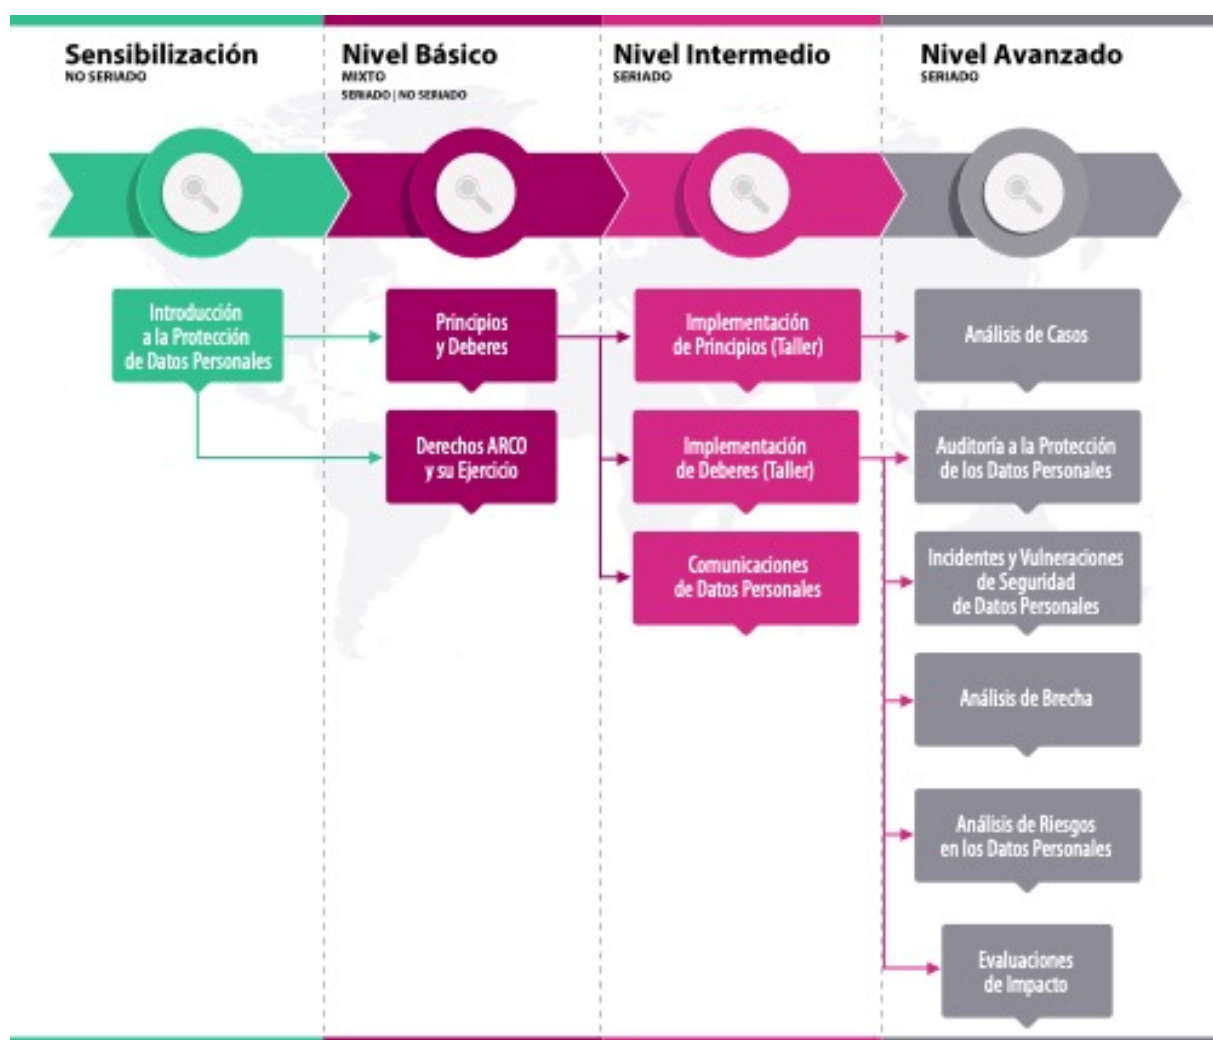 Sensibilización
NO SERIADO
Nivel Básico
MIXTO
SERIADO | NO SERIADO
Nivel Intermedio
SERIADO
Nivel Avanzado
SERIADO
Introducción
a la Protección
de Datos Personales
Principios
y Deberes
Derechos ARCO
y su Ejercicio
Implementación
de Principios (Taller)
Implementación
de Deberes (Taller)
Comunicaciones
de Datos Personales
Análisis de Casos
Auditoría a la Protección
de los Datos Personales
Incidentes y Vulneraciones
de Seguridad
de Datos Personales
Análisis de Brecha
Análisis de Riesgos
en los Datos Personales
Evaluaciones
de Impacto